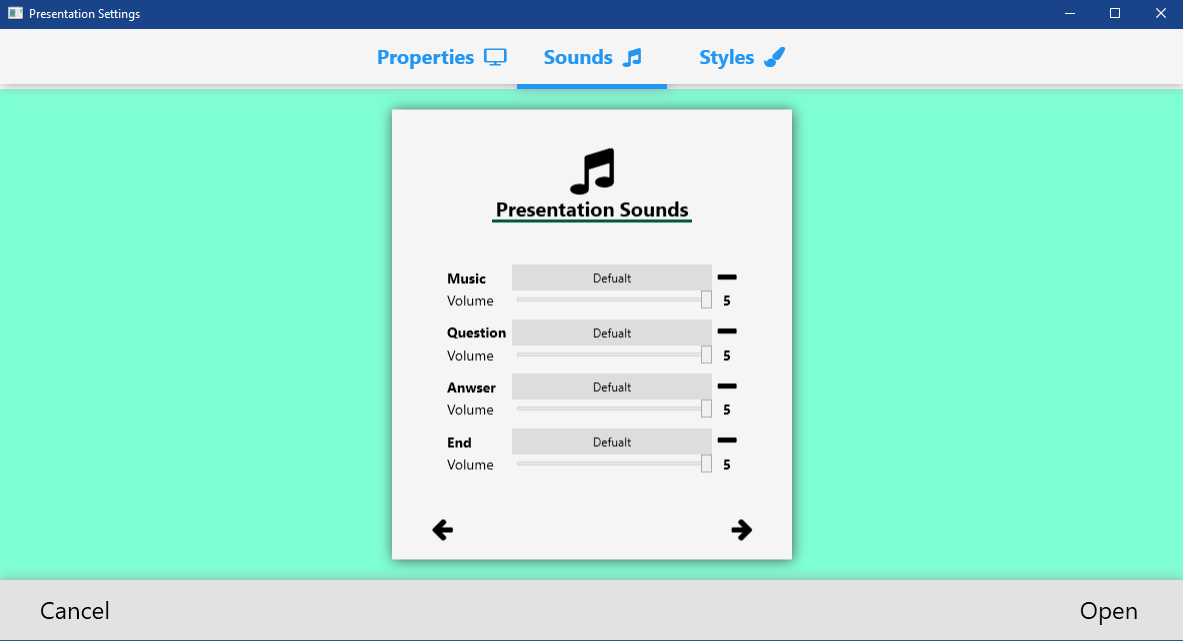 Presentation Settings
Properties Sounds Styles
Presentation Sounds
Music Defualt
Volume 5
Question Defualt
Volume 5
Anwser Defualt
Volume 5
End Defualt
Volume 5
Cancel Open